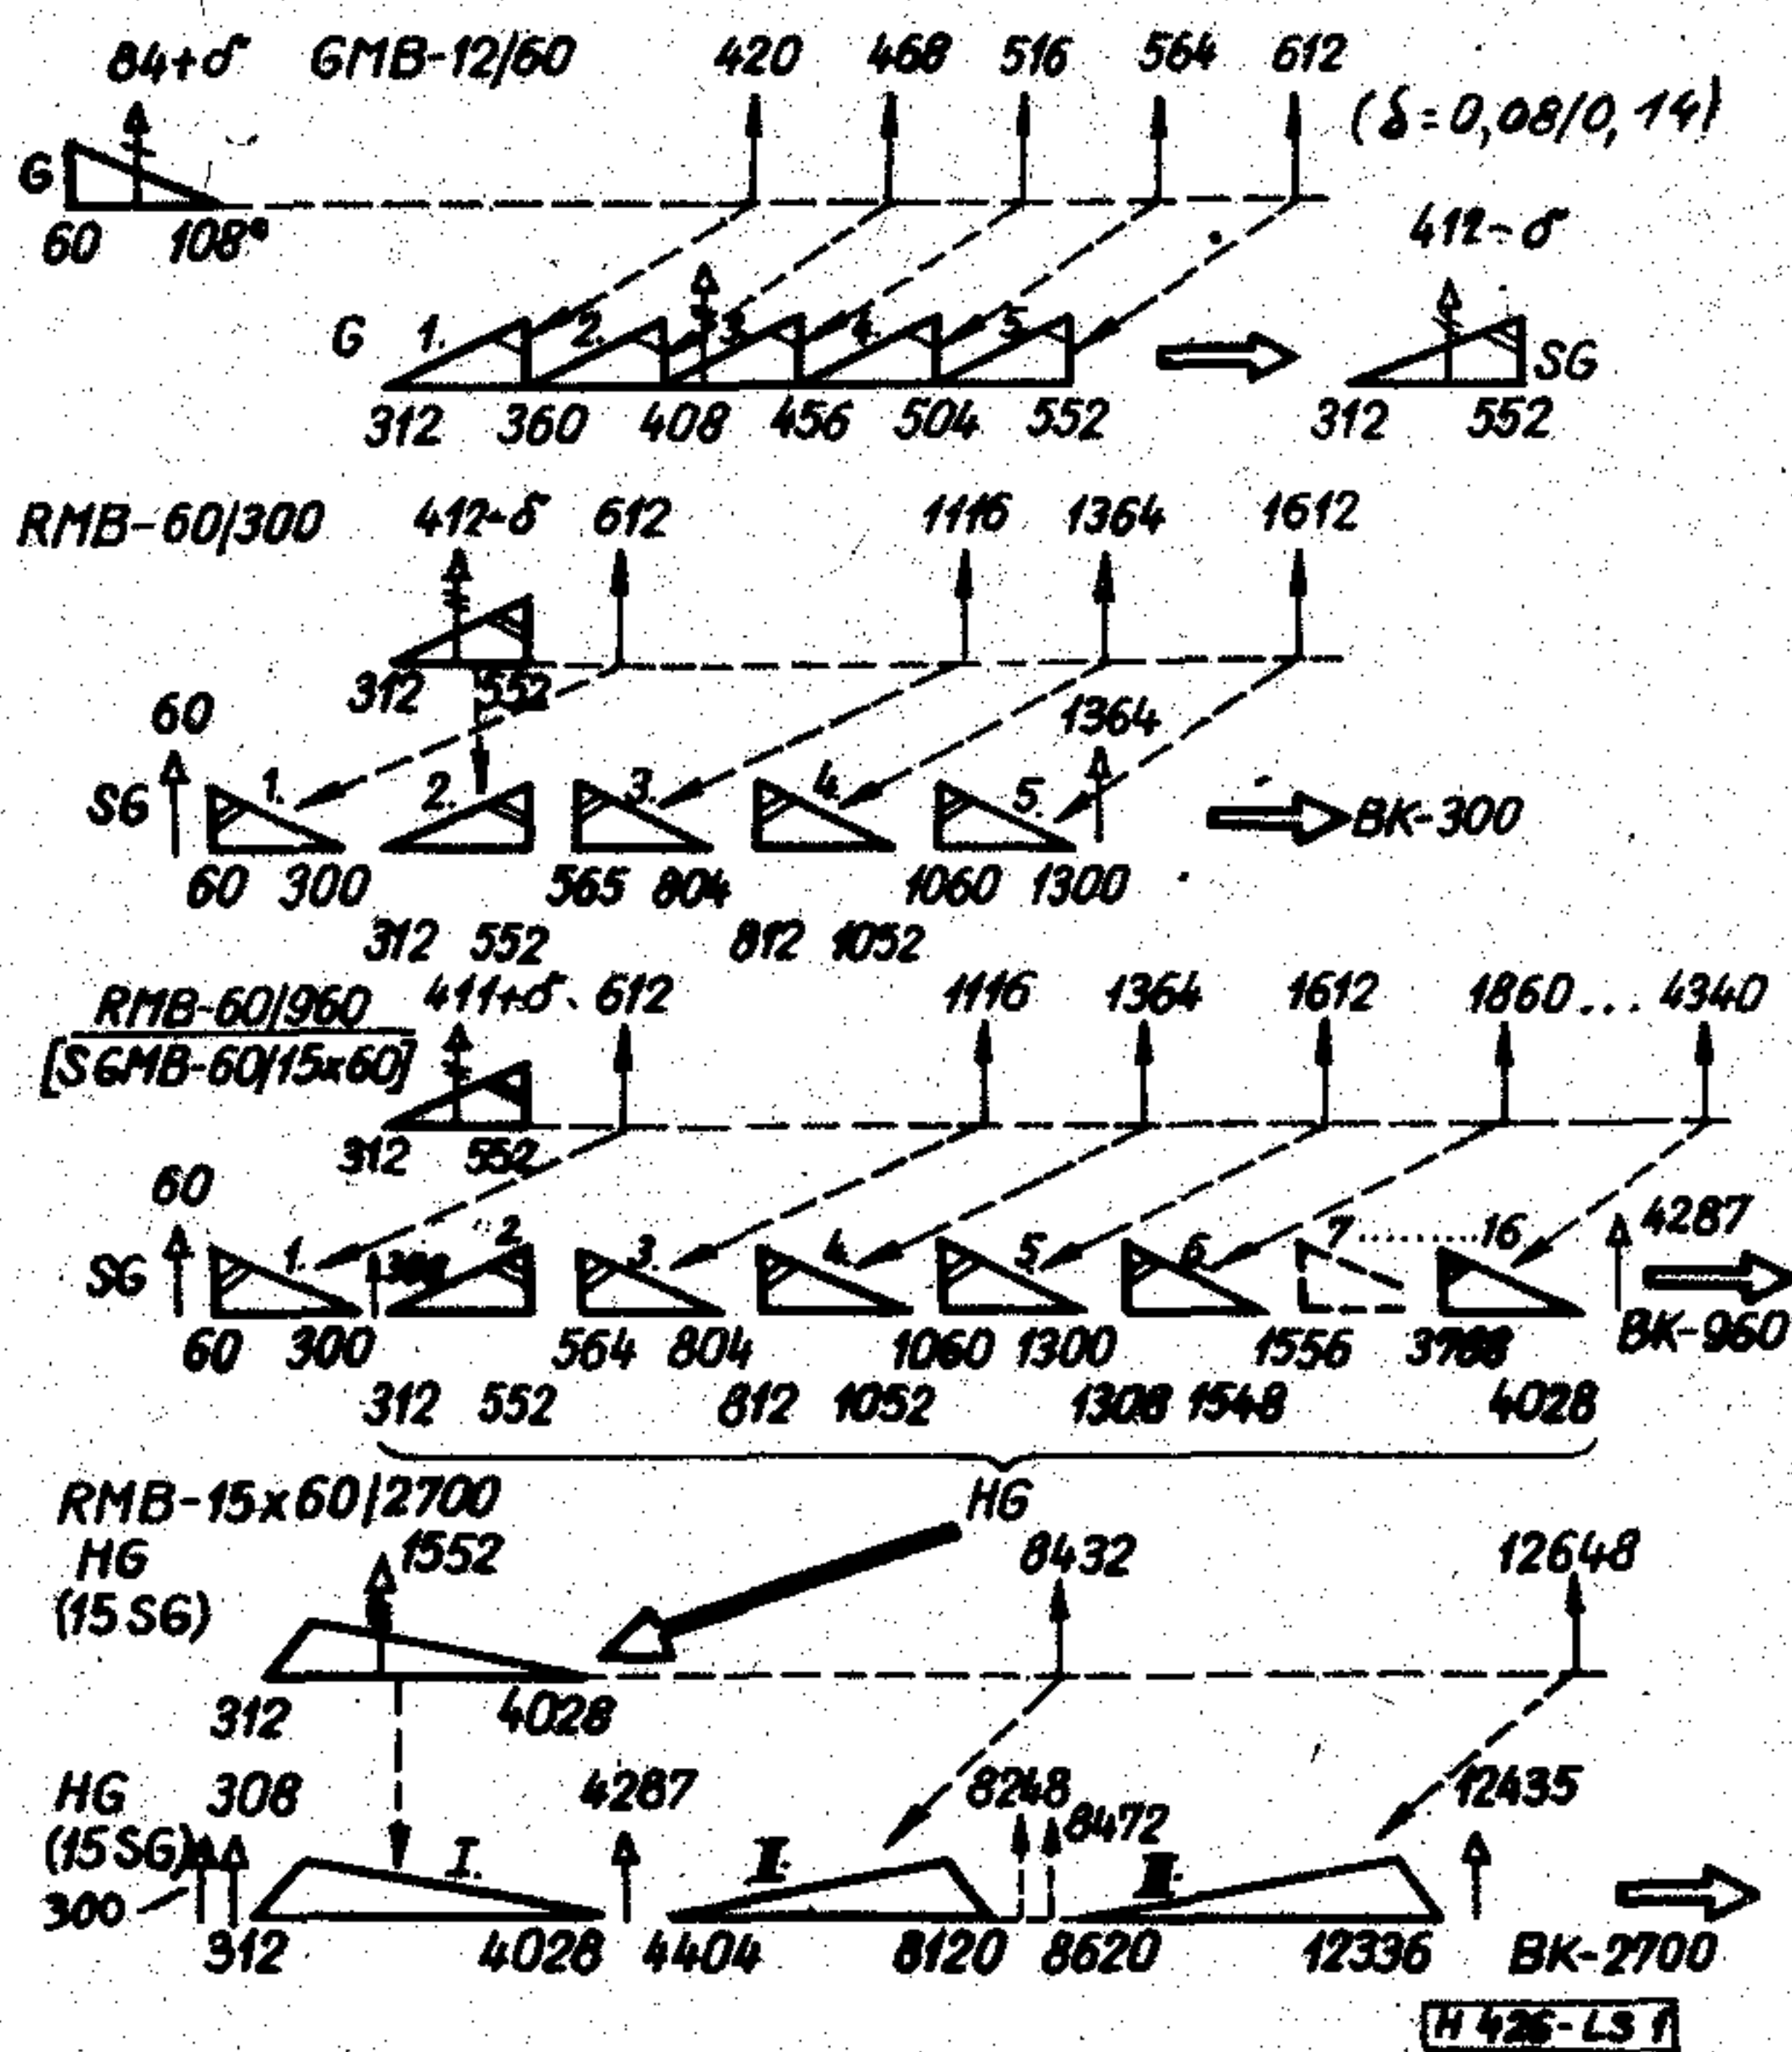 84+δ GMB-12/60 420 468 516 564 612
(δ=0,08/0,14)
G
60 108°
412-δ
G 1. 2. 3. 4. 5. SG
312 360 408 456 504 552 312 552
RMB-60/300 412-δ 612 1116 1364 1612
312 552
60 1364
SG 1. 2. 3. 4. 5. BK-300
60 300 565 804 1060 1300
312 552 812 1052
RMB-60/960 411+δ 612 1116 1364 1612 1860... 4340
[SGMB-60/15x60]
312 552
60 4287
SG 1. 2 3. 4. 5. 6. 7.........16
60 300 564 804 1060 1300 1556 3788 BK-960
312 552 812 1052 1308 1548 4028
RMB-15x60/2700 HG
HG 1552 8432 12648
(15 SG)
312 4028
HG 308 4287 8248 12435
(15 SG) I. II. 8472 III.
300
312 4028 4404 8120 8620 12336 BK-2700
H 426-LS 1